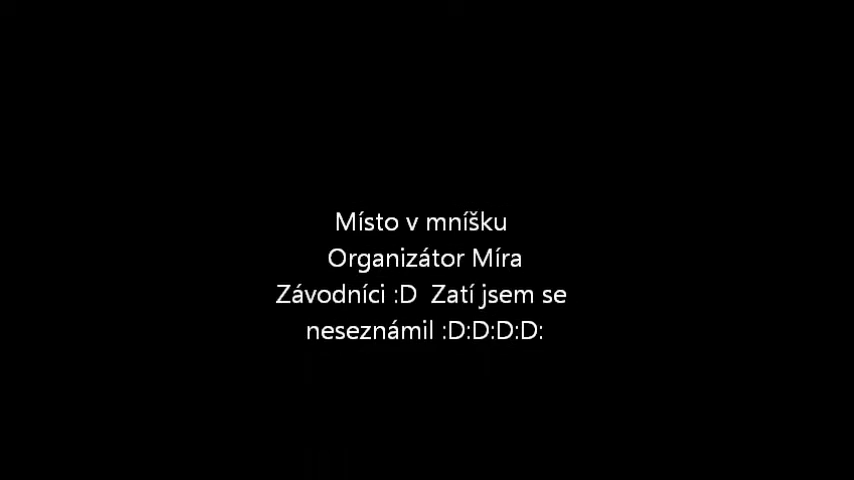 Místo v mníšku
Organizátor Míra
Závodníci :D  Zatí jsem se
neseznámil :D:D:D:D: